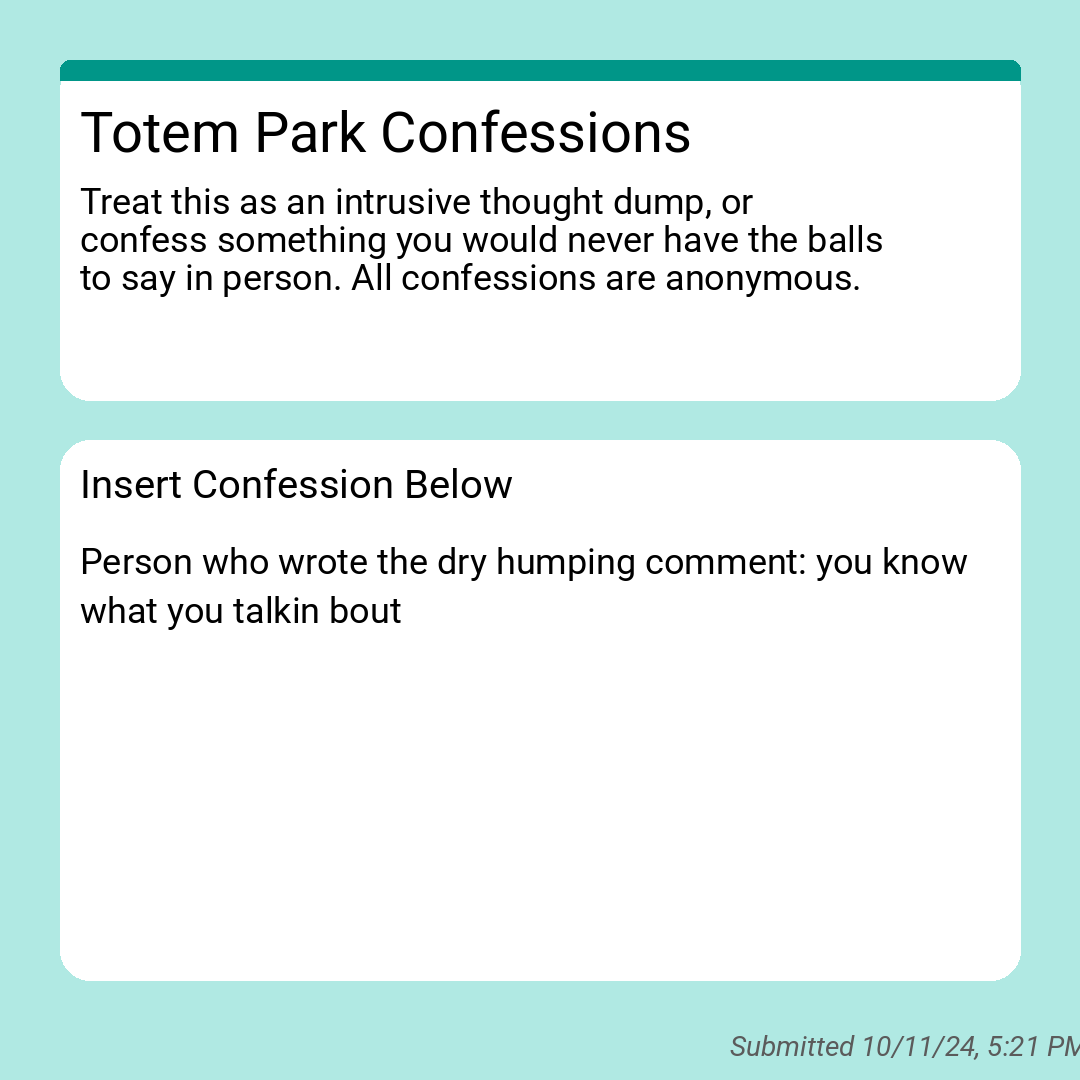 Totem Park Confessions
Treat this as an intrusive thought dump, or
confess something you would never have the balls
to say in person. All confessions are anonymous.
Insert Confession Below
Person who wrote the dry humping comment: you know
what you talkin bout
Submitted 10/11/24, 5:21 PM